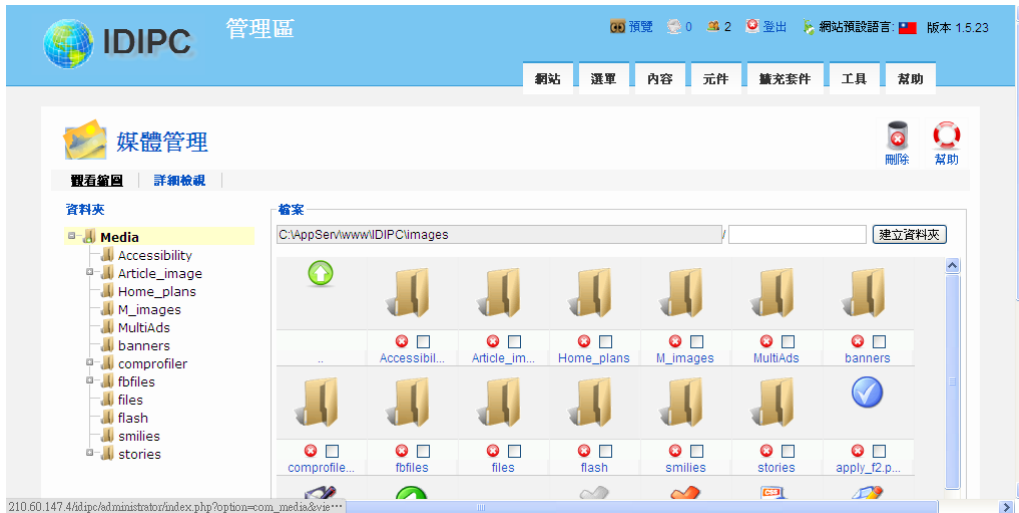 IDIPC
管理區
預覽 0 2 登出 網站預設語言: 版本 1.5.23
網站 選單 內容 元件 擴充套件 工具 幫助
媒體管理
刪除 幫助
觀看縮圖 詳細檢視
資料夾
Media
Accessibility
Article_image
Home_plans
M_images
MultiAds
banners
comprofiler
fbfiles
files
flash
smilies
stories
檔案
C:\AppServ\www\IDIPC\images / 建立資料夾
.. Accessibil... Article_im... Home_plans M_images MultiAds banners
comprofile... fbfiles files flash smilies stories apply_f2.p...
210.60.147.4/idipc/administrator/index.php?option=com_media&vie...